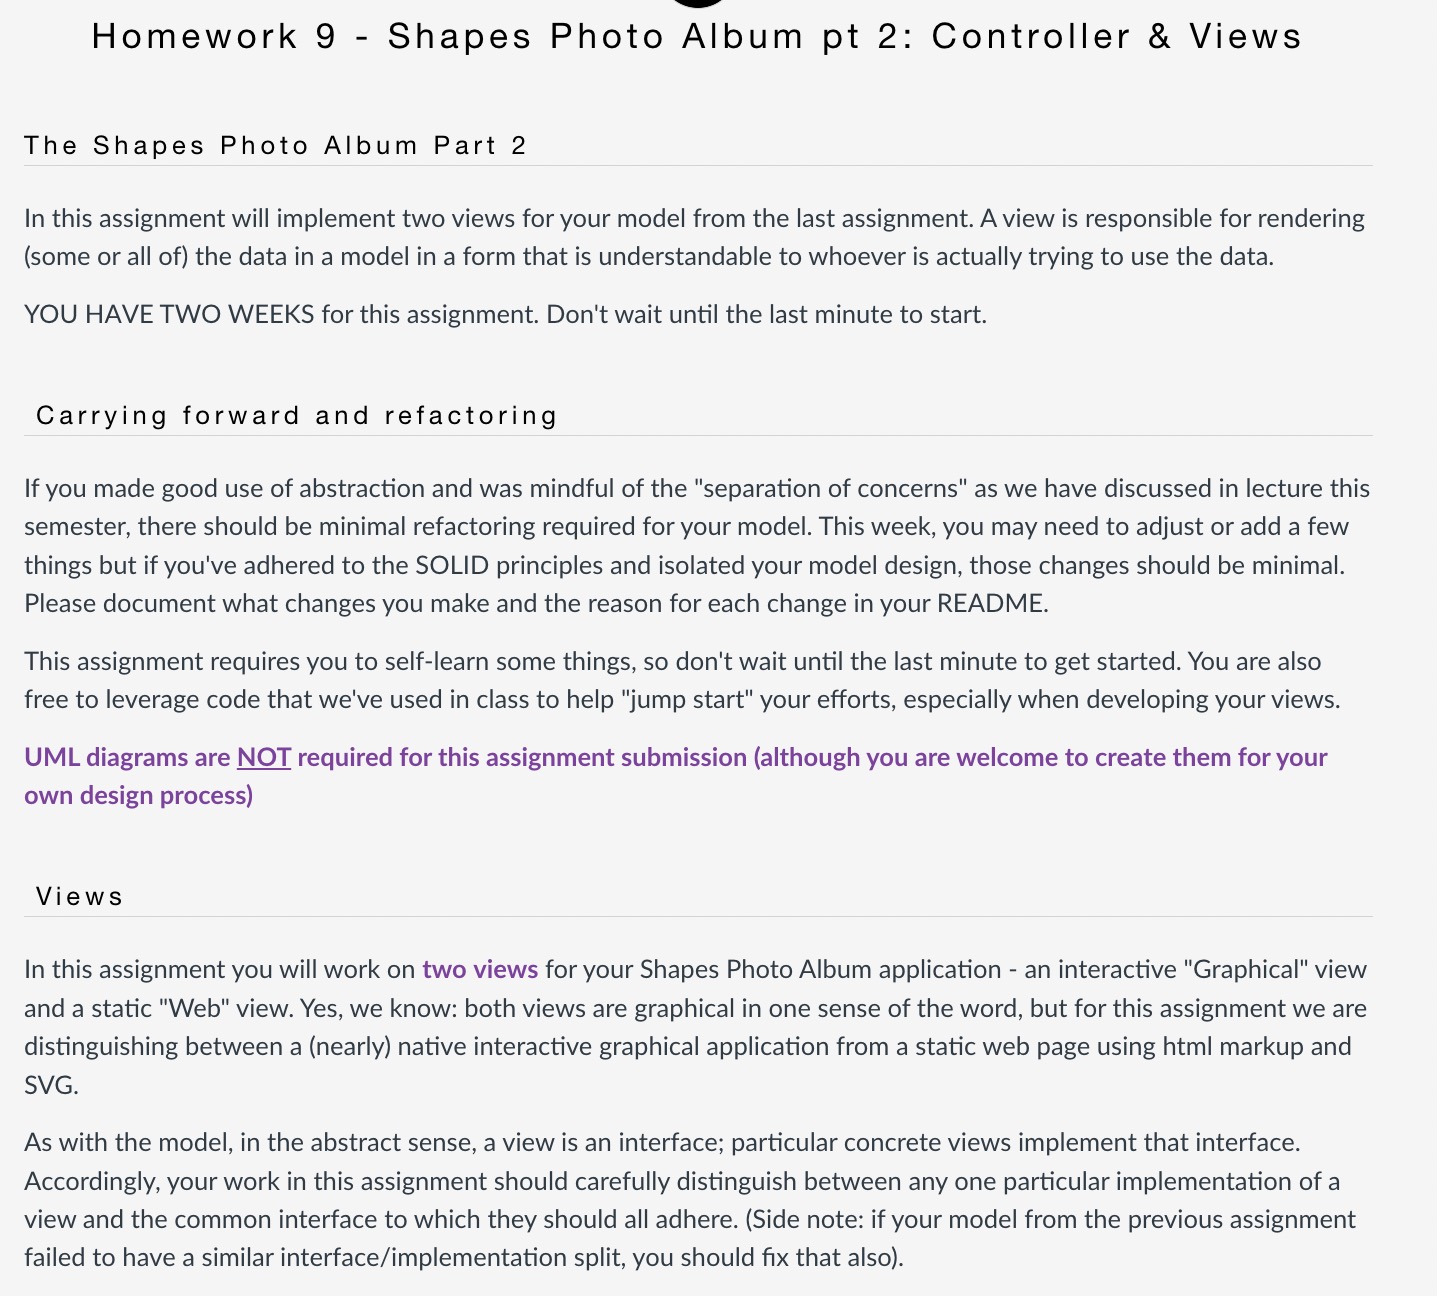 Homework 9 - Shapes Photo Album pt 2: Controller & Views
The Shapes Photo Album Part 2
In this assignment will implement two views for your model from the last assignment. A view is responsible for rendering
(some or all of) the data in a model in a form that is understandable to whoever is actually trying to use the data.
YOU HAVE TWO WEEKS for this assignment. Don't wait until the last minute to start.
Carrying forward and refactoring
If you made good use of abstraction and was mindful of the "separation of concerns" as we have discussed in lecture this
semester, there should be minimal refactoring required for your model. This week, you may need to adjust or add a few
things but if you've adhered to the SOLID principles and isolated your model design, those changes should be minimal.
Please document what changes you make and the reason for each change in your README.
This assignment requires you to self-learn some things, so don't wait until the last minute to get started. You are also
free to leverage code that we've used in class to help "jump start" your efforts, especially when developing your views.
UML diagrams are NOT required for this assignment submission (although you are welcome to create them for your
own design process)
Views
In this assignment you will work on two views for your Shapes Photo Album application - an interactive "Graphical" view
and a static "Web" view. Yes, we know: both views are graphical in one sense of the word, but for this assignment we are
distinguishing between a (nearly) native interactive graphical application from a static web page using html markup and
SVG.
As with the model, in the abstract sense, a view is an interface; particular concrete views implement that interface.
Accordingly, your work in this assignment should carefully distinguish between any one particular implementation of a
view and the common interface to which they should all adhere. (Side note: if your model from the previous assignment
failed to have a similar interface/implementation split, you should fix that also).